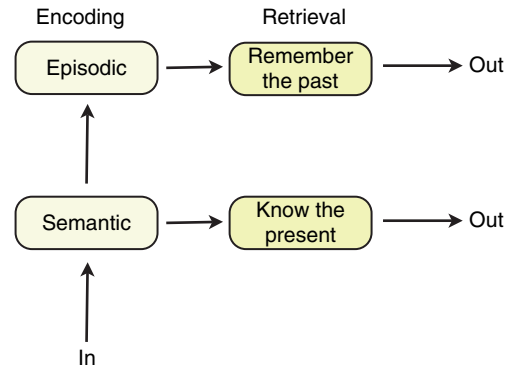 Encoding
Retrieval
Episodic
Remember
the past
Out
Semantic
Know the
present
Out
In